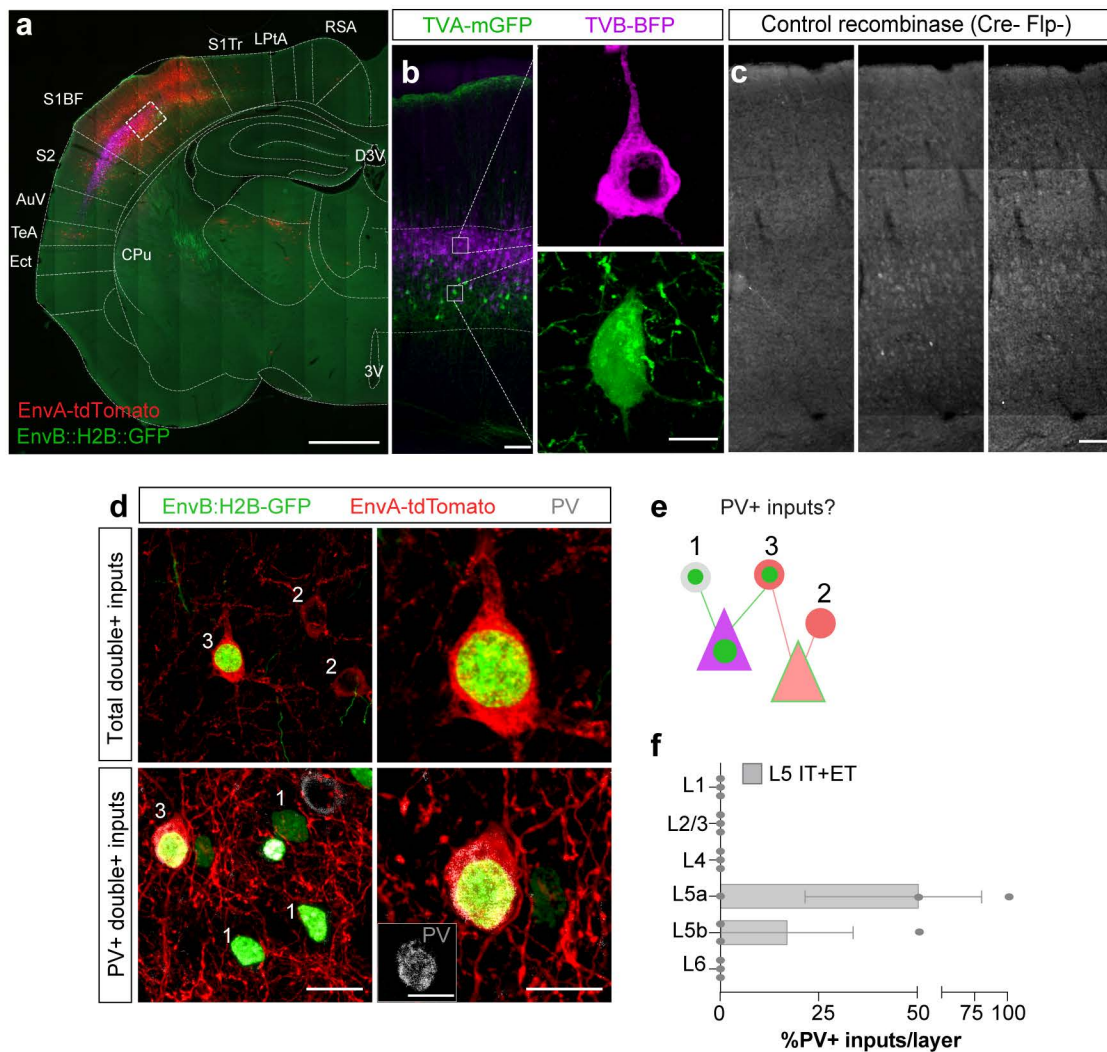 a
RSA
LPtA
S1Tr
S1BF
S2
AuV
TeA
Ect
CPu
D3V
3V
EnvA-tdTomato
EnvB::H2B::GFP
TVA-mGFP TVB-BFP
b
Control recombinase (Cre- Flp-)
c
d
EnvB:H2B-GFP EnvA-tdTomato PV
Total double+ inputs
2
3
2
PV+ double+ inputs
3
1
1
1
PV
e
PV+ inputs?
1
3
2
f
L5 IT+ET
L1
L2/3
L4
L5a
L5b
L6
0 25 50 75 100
%PV+ inputs/layer